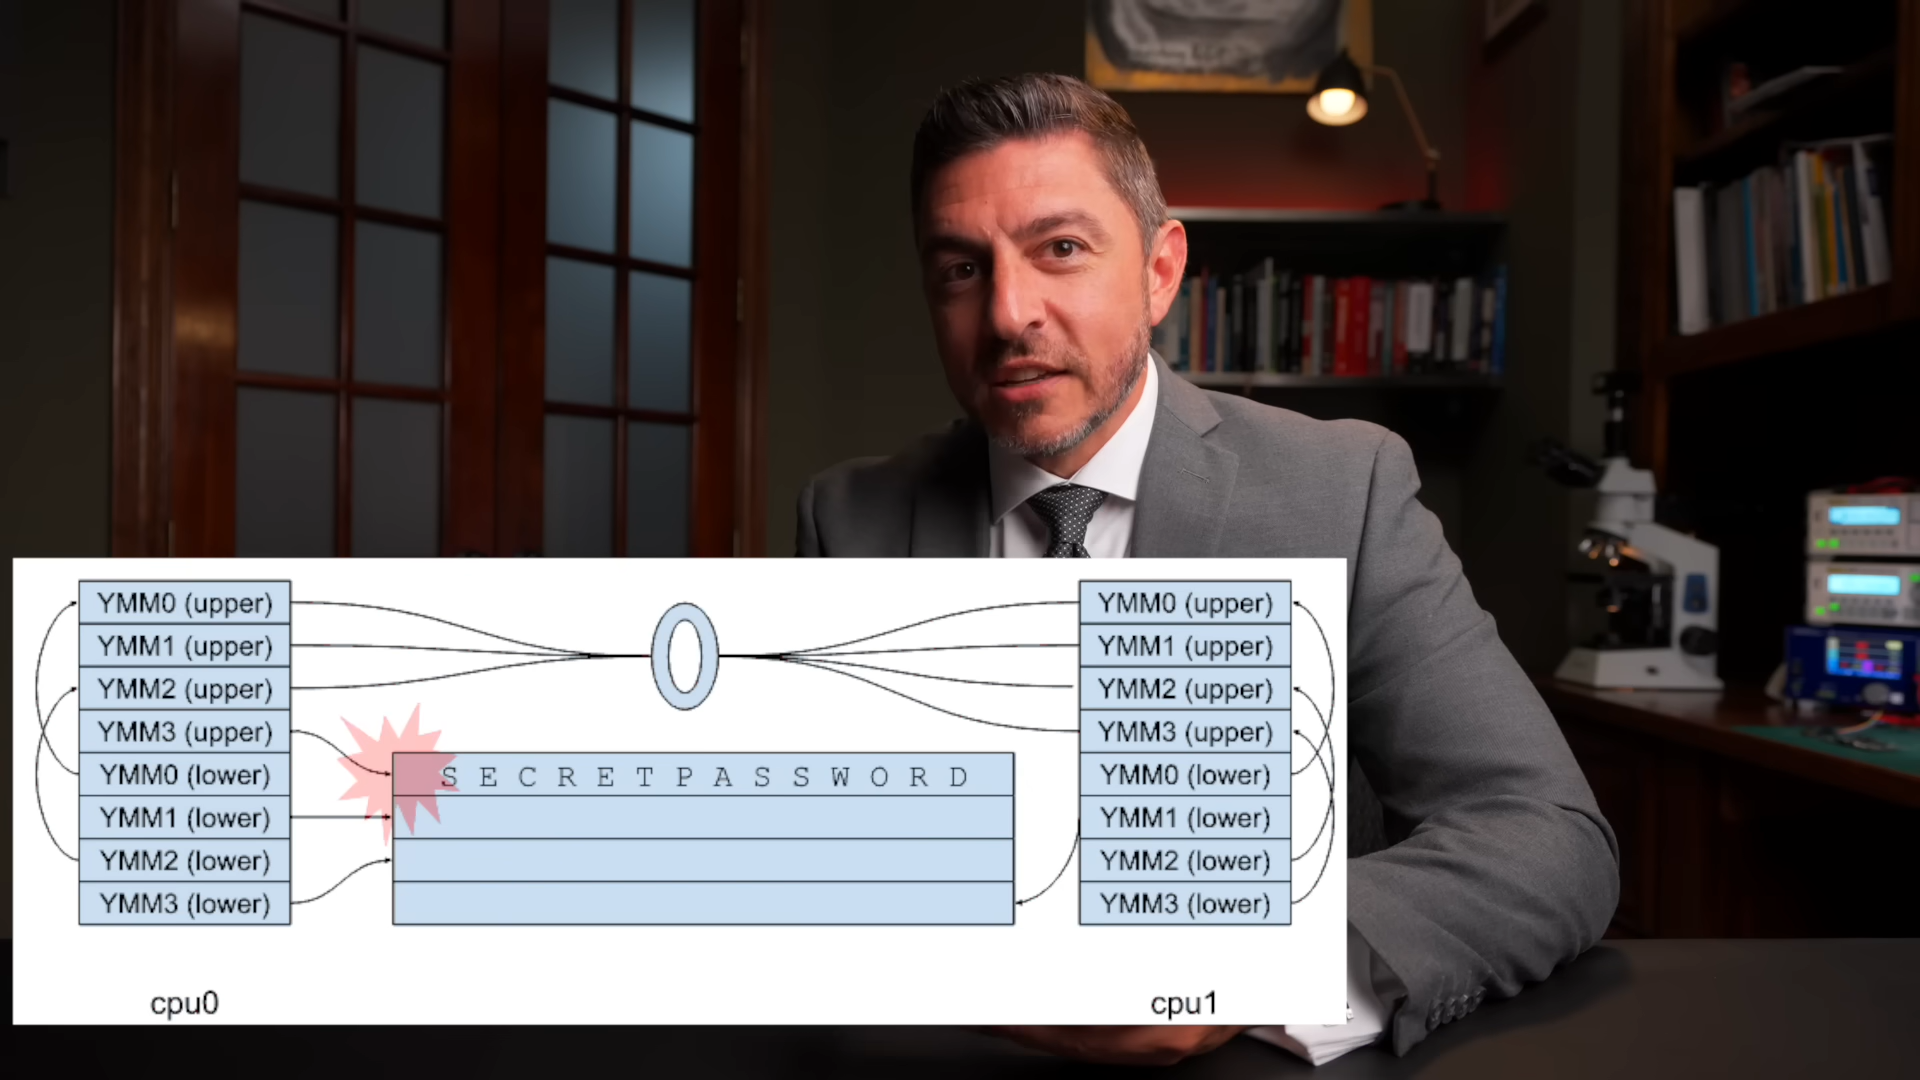 YMM0 (upper)
YMM1 (upper)
YMM2 (upper)
YMM3 (upper)
YMM0 (lower)
YMM1 (lower)
YMM2 (lower)
YMM3 (lower)
cpu0
0
SECRETPASSWORD
YMM0 (upper)
YMM1 (upper)
YMM2 (upper)
YMM3 (upper)
YMM0 (lower)
YMM1 (lower)
YMM2 (lower)
YMM3 (lower)
cpu1